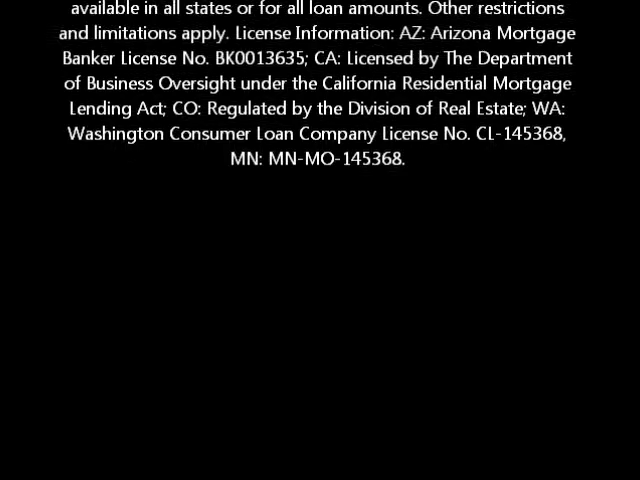 available in all states or for all loan amounts. Other restrictions
and limitations apply. License Information: AZ: Arizona Mortgage
Banker License No. BK0013635; CA: Licensed by The Department
of Business Oversight under the California Residential Mortgage
Lending Act; CO: Regulated by the Division of Real Estate; WA:
Washington Consumer Loan Company License No. CL-145368,
MN: MN-MO-145368.